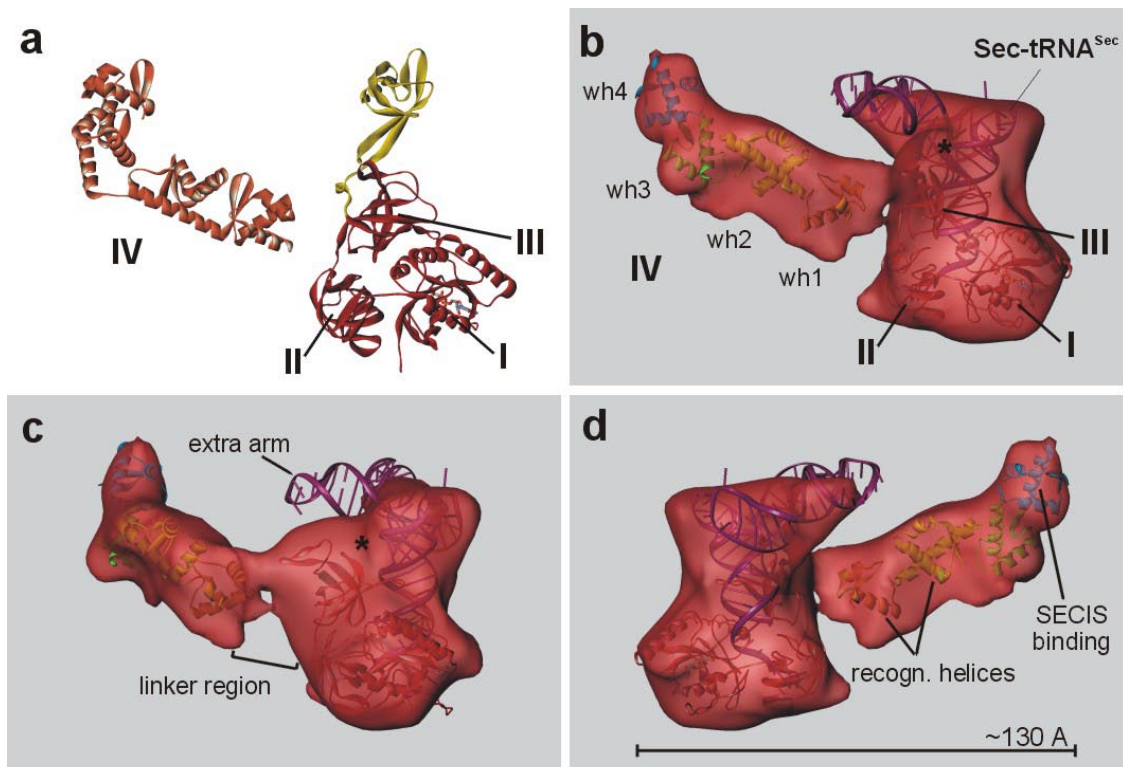 a
IV
III
II
I
b
Sec-tRNA^Sec
wh4
*
wh3
wh2
III
IV
wh1
II
I
c
extra arm
*
linker region
d
SECIS
binding
recogn. helices
~130 A